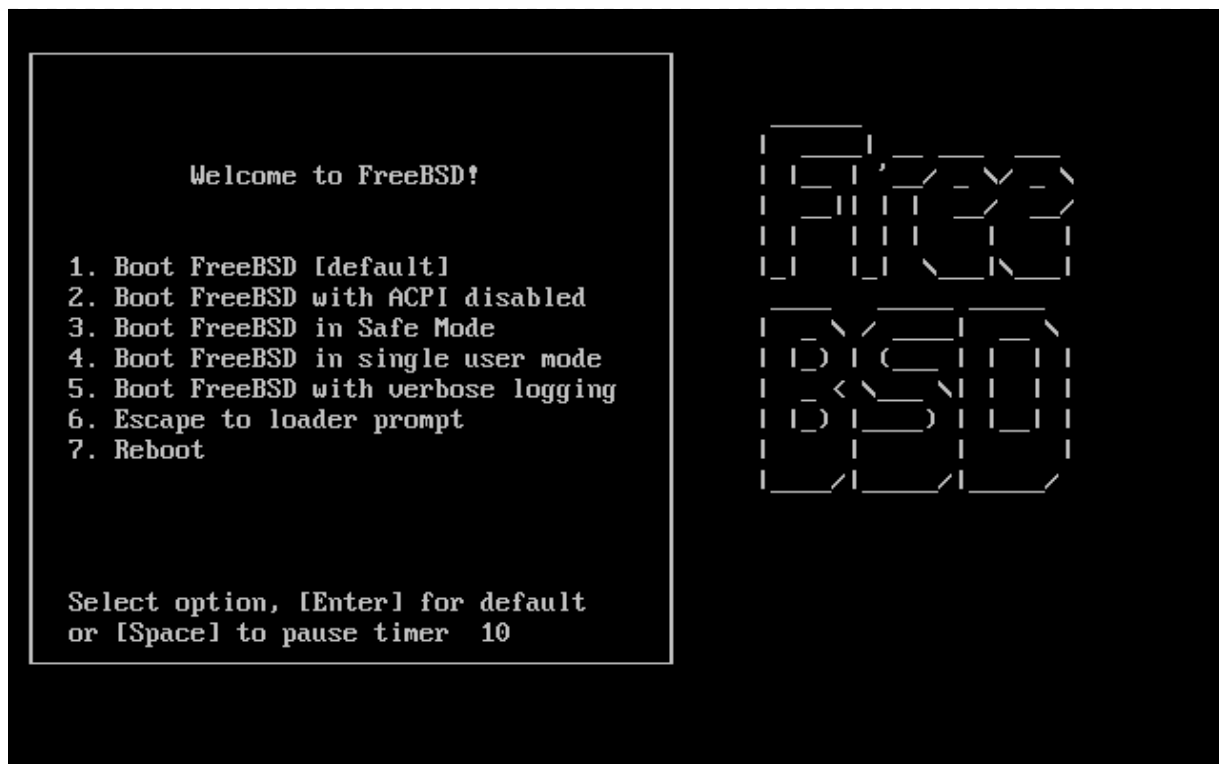 Welcome to FreeBSD!
1. Boot FreeBSD [default]
2. Boot FreeBSD with ACPI disabled
3. Boot FreeBSD in Safe Mode
4. Boot FreeBSD in single user mode
5. Boot FreeBSD with verbose logging
6. Escape to loader prompt
7. Reboot
Select option, [Enter] for default
or [Space] to pause timer  10
Free
BSD